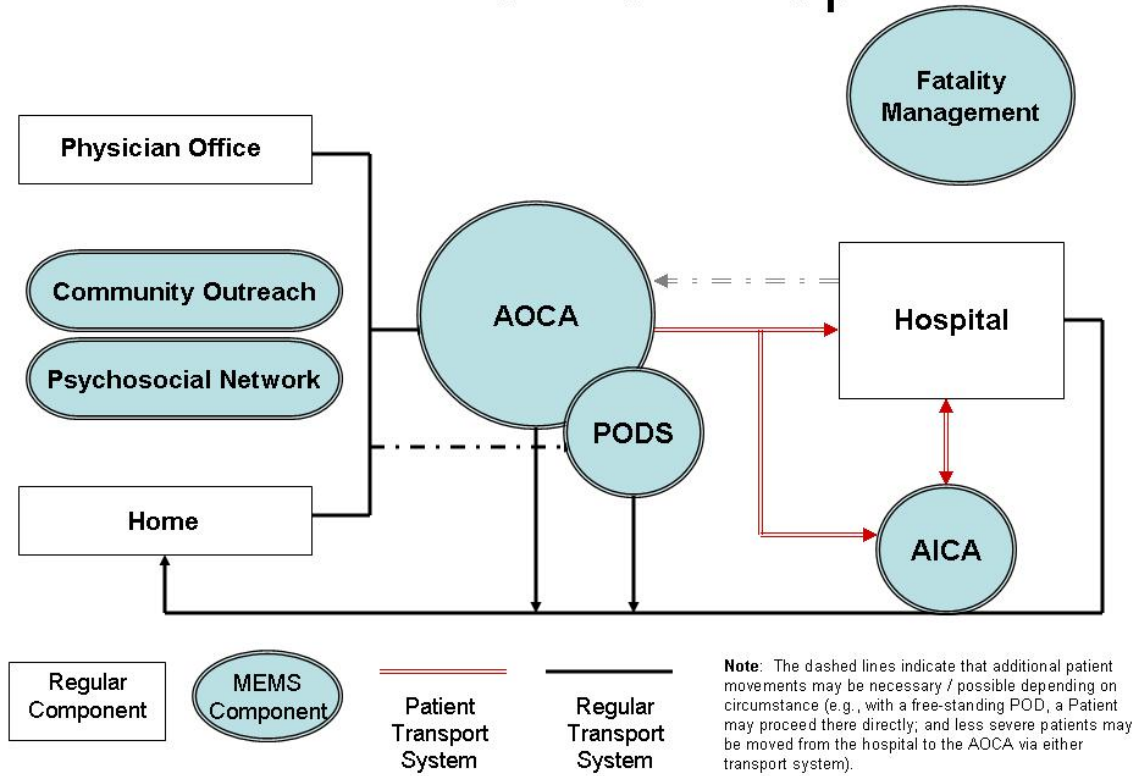 Fatality
Management
Physician Office
Community Outreach
AOCA
Hospital
Psychosocial Network
PODS
Home
AICA
Regular
Component
MEMS
Component
Patient
Transport
System
Regular
Transport
System
Note: The dashed lines indicate that additional patient
movements may be necessary / possible depending on
circumstance (e.g., with a free-standing POD, a Patient
may proceed there directly; and less severe patients may
be moved from the hospital to the AOCA via either
transport system).